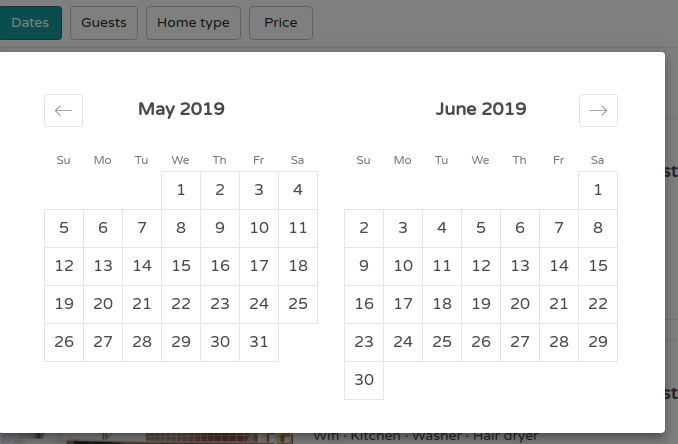 Dates Guests Home type Price
May 2019
Su Mo Tu We Th Fr Sa
1 2 3 4
5 6 7 8 9 10 11
12 13 14 15 16 17 18
19 20 21 22 23 24 25
26 27 28 29 30 31
June 2019
Su Mo Tu We Th Fr Sa
1
2 3 4 5 6 7 8
9 10 11 12 13 14 15
16 17 18 19 20 21 22
23 24 25 26 27 28 29
30
st
st
Wifi · Kitchen · Washer · Hair dryer